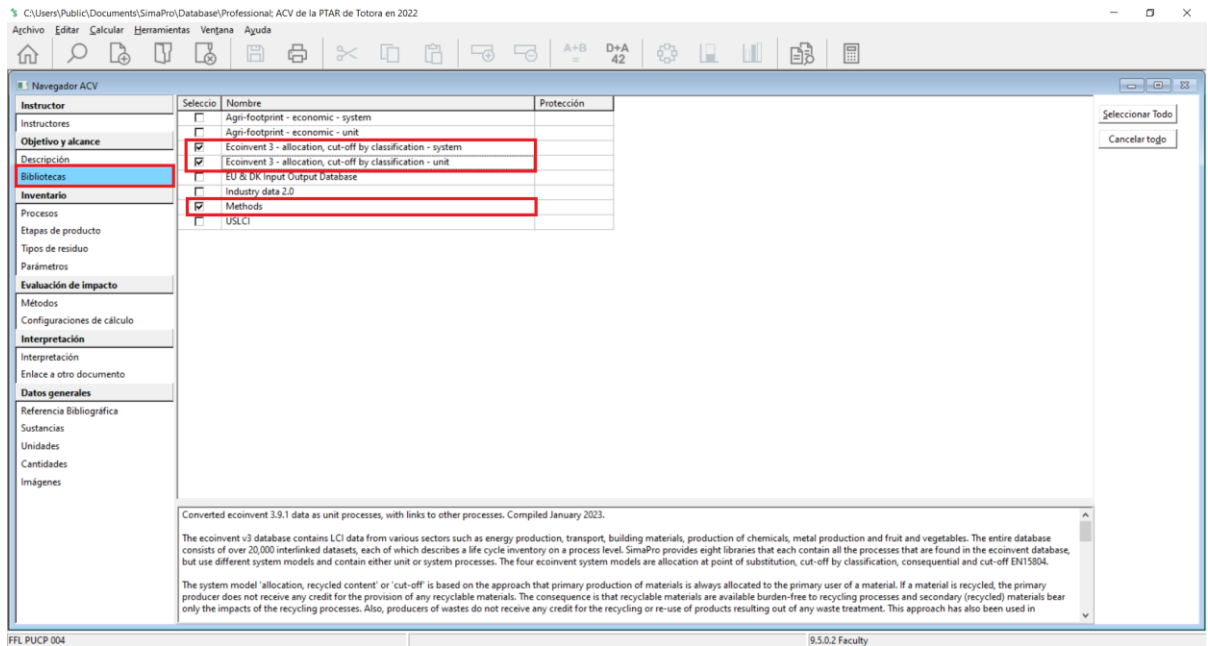 C:\Users\Public\Documents\SimaPro\Database\Professional; ACV de la PTAR de Totora en 2022
Archivo Editar Calcular Herramientas Ventana Ayuda
A+B
=
D+A
42
Navegador ACV
Instructor
Instructores
Objetivo y alcance
Descripción
Bibliotecas
Inventario
Procesos
Etapas de producto
Tipos de residuo
Parámetros
Evaluación de impacto
Métodos
Configuraciones de cálculo
Interpretación
Interpretación
Enlace a otro documento
Datos generales
Referencia Bibliográfica
Sustancias
Unidades
Cantidades
Imágenes
Seleccio Nombre Protección
Agri-footprint - economic - system
Agri-footprint - economic - unit
Ecoinvent 3 - allocation, cut-off by classification - system
Ecoinvent 3 - allocation, cut-off by classification - unit
EU & DK Input Output Database
Industry data 2.0
Methods
USLCI
Seleccionar Todo
Cancelar todo
Converted ecoinvent 3.9.1 data as unit processes, with links to other processes. Compiled January 2023.
The ecoinvent v3 database contains LCI data from various sectors such as energy production, transport, building materials, production of chemicals, metal production and fruit and vegetables. The entire database
consists of over 20,000 interlinked datasets, each of which describes a life cycle inventory on a process level. SimaPro provides eight libraries that each contain all the processes that are found in the ecoinvent database,
but use different system models and contain either unit or system processes. The four ecoinvent system models are allocation at point of substitution, cut-off by classification, consequential and cut-off EN15804.
The system model 'allocation, recycled content' or 'cut-off' is based on the approach that primary production of materials is always allocated to the primary user of a material. If a material is recycled, the primary
producer does not receive any credit for the provision of any recyclable materials. The consequence is that recyclable materials are available burden-free to recycling processes and secondary (recycled) materials bear
only the impacts of the recycling processes. Also, producers of wastes do not receive any credit for the recycling or re-use of products resulting out of any waste treatment. This approach has also been used in
FFL PUCP 004
9.5.0.2 Faculty